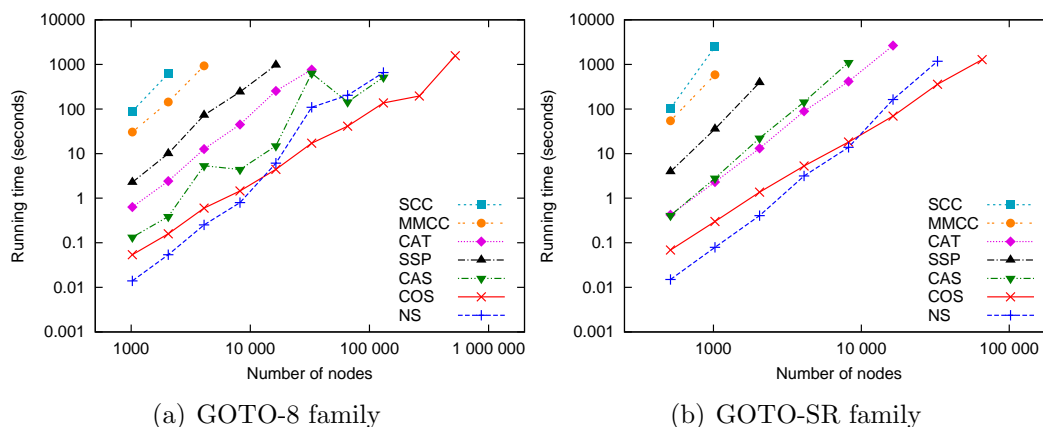 10000
1000
100
10
1
0.1
0.01
0.001
Running time (seconds)
SCC
MMCC
CAT
SSP
CAS
COS
NS
1000
10 000
100 000
1 000 000
Number of nodes
(a) GOTO-8 family
10000
1000
100
10
1
0.1
0.01
0.001
Running time (seconds)
SCC
MMCC
CAT
SSP
CAS
COS
NS
1000
10 000
100 000
Number of nodes
(b) GOTO-SR family